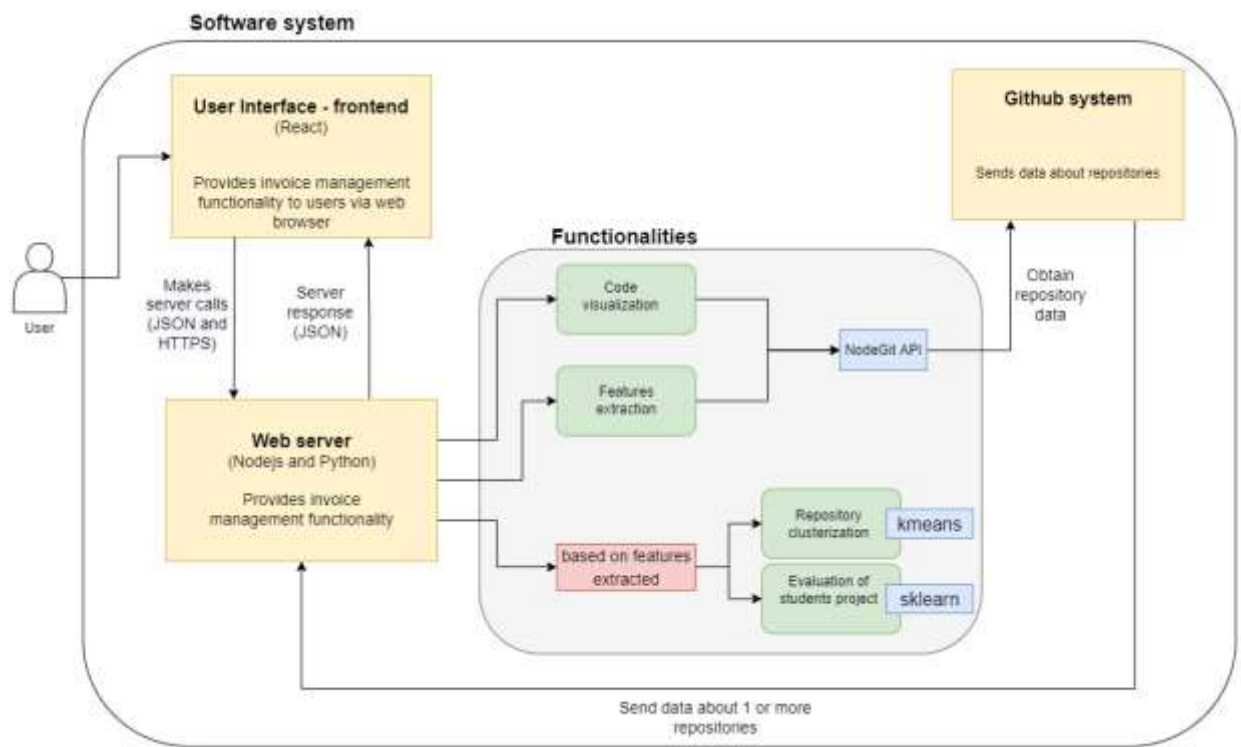 Software system
User Interface - frontend
(React)
Provides invoice management
functionality to users via web
browser
Github system
Sends data about repositories
User
Makes
server calls
(JSON and
HTTPS)
Server
response
(JSON)
Functionalities
Code
visualization
Features
extraction
NodeGit API
Obtain
repository
data
Web server
(Nodejs and Python)
Provides invoice
management functionality
based on features
extracted
Repository
clusterization
kmeans
Evaluation of
students project
sklearn
Send data about 1 or more
repositories